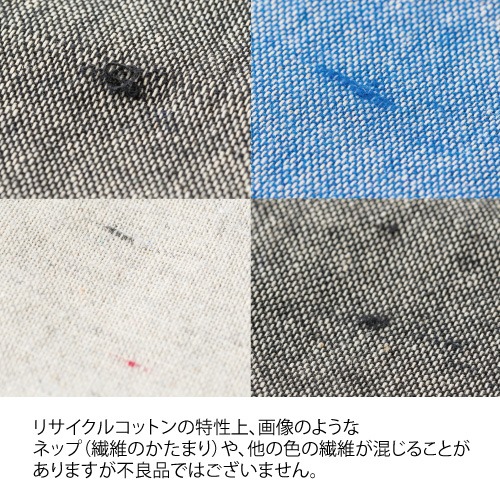 リサイクルコットンの特性上、画像のような
ネップ(繊維のかたまり)や、他の色の繊維が混じることが
ありますが不良品ではございません。